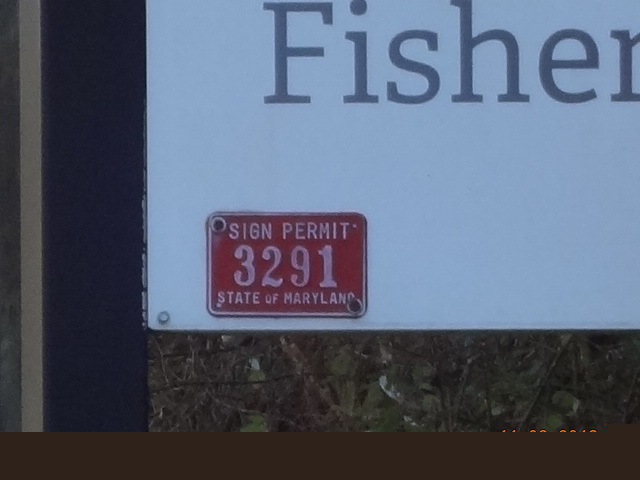 Fisher
SIGN PERMIT
3291
STATE OF MARYLAND